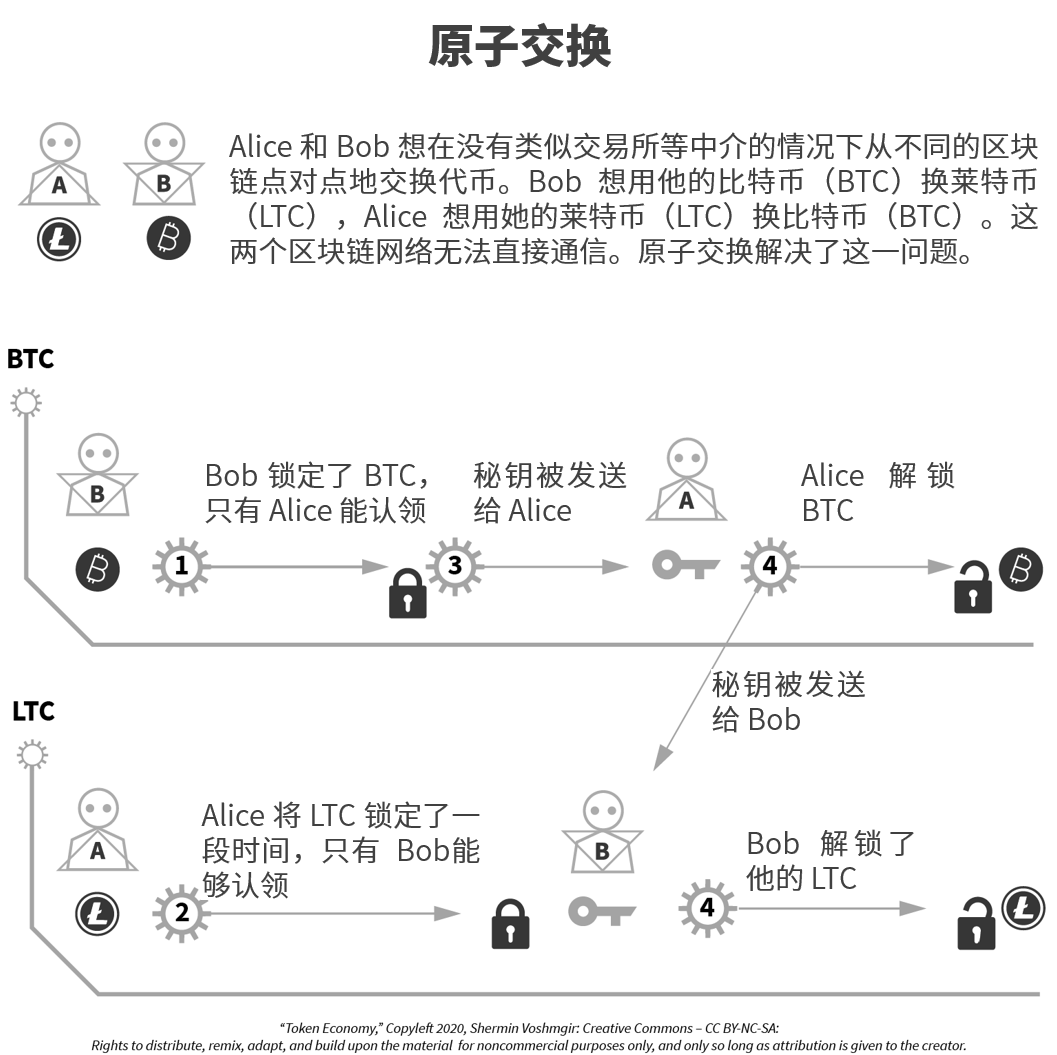 原子交换
Alice 和 Bob 想在没有类似交易所等中介的情况下从不同的区块
链点对点地交换代币。Bob 想用他的比特币（BTC）换莱特币
（LTC），Alice 想用她的莱特币（LTC）换比特币（BTC）。这
两个区块链网络无法直接通信。原子交换解决了这一问题。
A
B
BTC
B
Bob 锁定了 BTC，
只有 Alice 能认领
秘钥被发送
给 Alice
A
Alice 解锁
BTC
1
3
4
秘钥被发送
给 Bob
LTC
A
Alice 将 LTC 锁定了一
段时间，只有 Bob能
够认领
B
Bob 解锁了
他的 LTC
2
4
“Token Economy,” Copyleft 2020, Shermin Voshmgir: Creative Commons – CC BY-NC-SA:
Rights to distribute, remix, adapt, and build upon the material for noncommercial purposes only, and only so long as attribution is given to the creator.